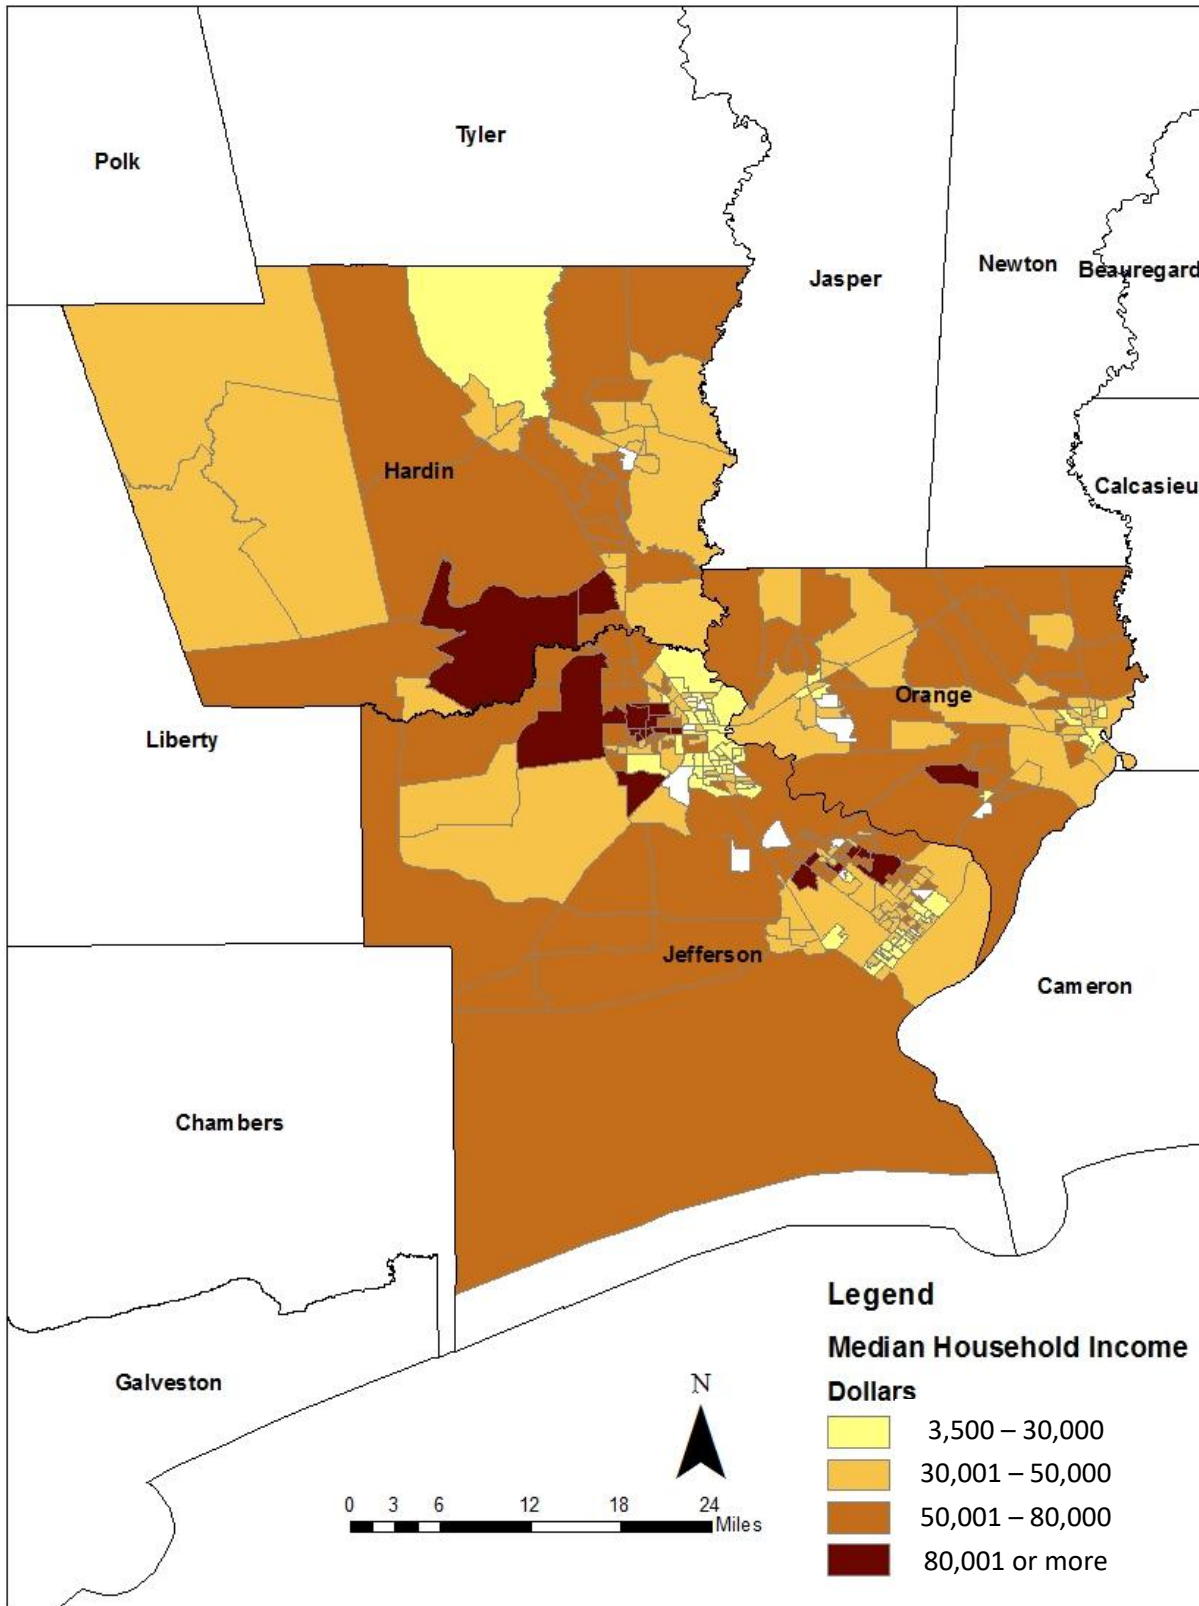 Tyler
Polk
Newton
Beauregard
Jasper
Hardin
Calcasieu
Orange
Liberty
Jefferson
Cameron
Chambers
Galveston
Legend
Median Household Income
Dollars
3,500 – 30,000
30,001 – 50,000
50,001 – 80,000
80,001 or more
N
0 3 6 12 18 24
Miles